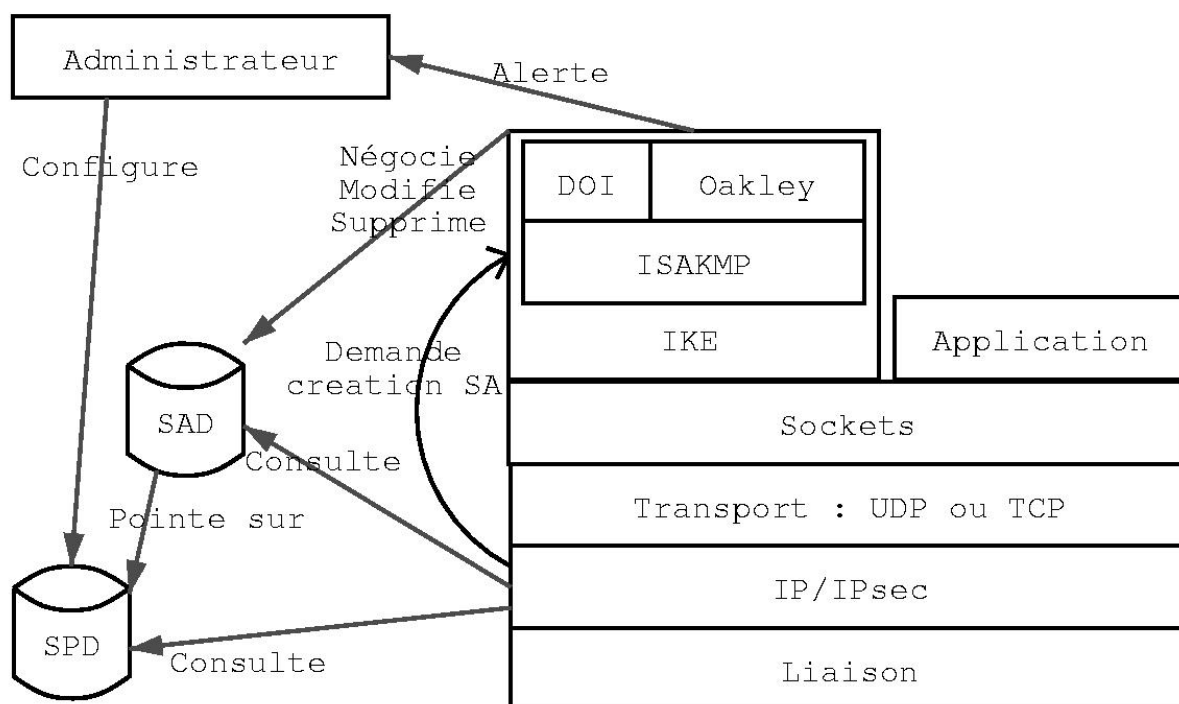 Administrateur
Alerte
Configure
Négocie
Modifie
Supprime
DOI
Oakley
ISAKMP
IKE
Application
Demande
creation SA
SAD
Sockets
Consulte
Transport : UDP ou TCP
Pointe sur
IP/IPsec
SPD
Consulte
Liaison